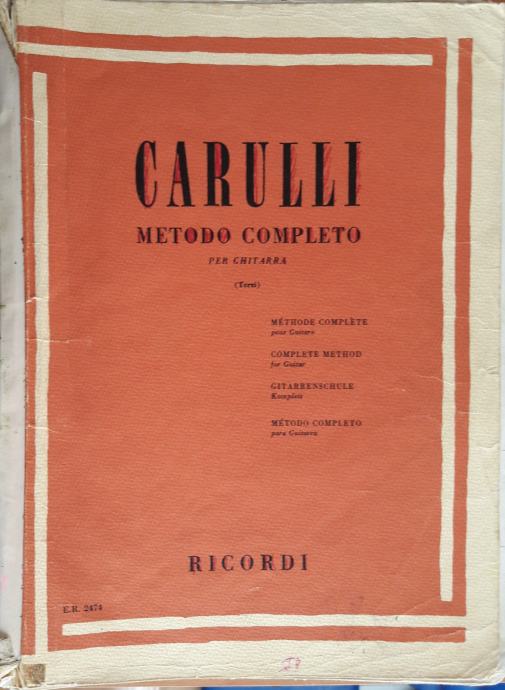 CARULLI
METODO COMPLETO
PER CHITARRA
(Terzi)
MÉTHODE COMPLÈTE
pour Guitare
COMPLETE METHOD
for Guitar
GITARRENSCHULE
Komplett
MÉTODO COMPLETO
para Guitarra
RICORDI
E.R. 2474